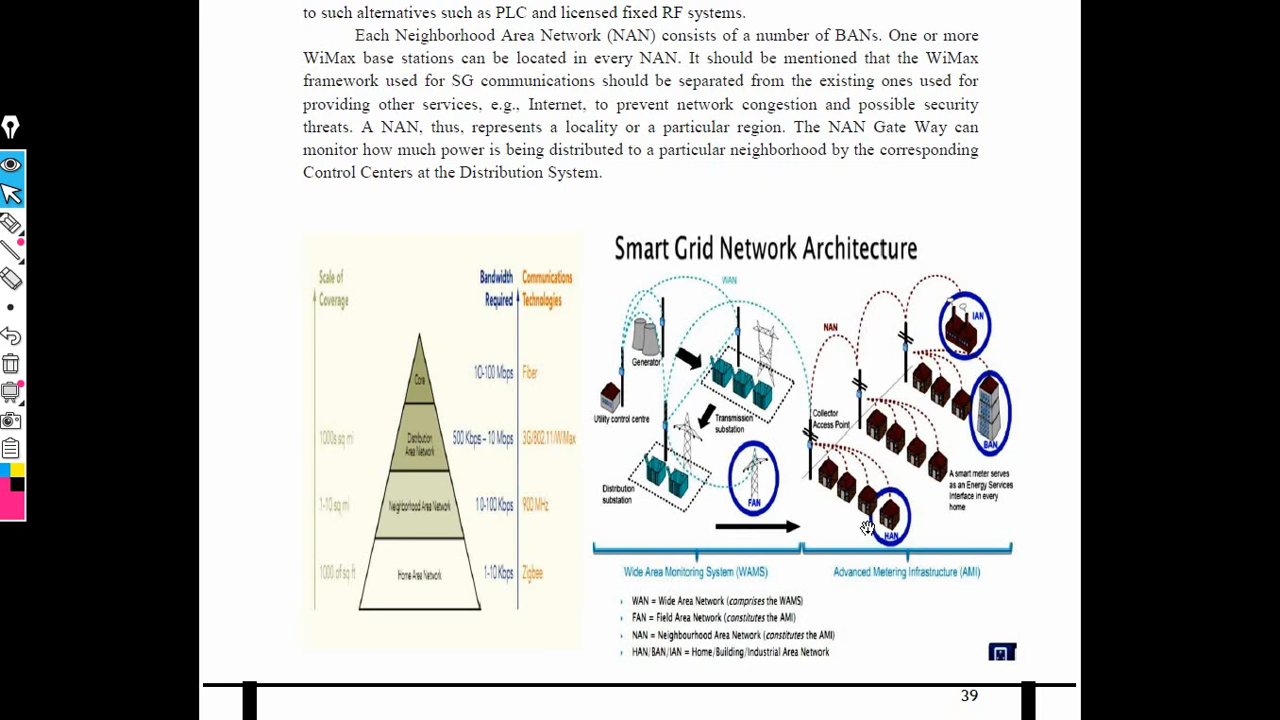 to such alternatives such as PLC and licensed fixed RF systems.
Each Neighborhood Area Network (NAN) consists of a number of BANs. One or more
WiMax base stations can be located in every NAN. It should be mentioned that the WiMax
framework used for SG communications should be separated from the existing ones used for
providing other services, e.g., Internet, to prevent network congestion and possible security
threats. A NAN, thus, represents a locality or a particular region. The NAN Gate Way can
monitor how much power is being distributed to a particular neighborhood by the corresponding
Control Centers at the Distribution System.
Scale of
Coverage
Bandwidth
Required
Communications
Technologies
Core
10-100 Mbps
Fiber
1000s sq mi
Distribution
Area Network
500 Kbps – 10 Mbps
3G/802.11/WiMax
1-10 sq mi
Neighborhood Area Network
10-100 Kbps
900 MHz
1000 of sq ft
Home Area Network
1-10 Kbps
Zigbee
Smart Grid Network Architecture
WAN
NAN
IAN
Generator
Utility control centre
Transmission
substation
Collector
Access Point
BAN
Distribution
substation
FAN
HAN
A smart meter serves
as an Energy Services
Interface in every
home
Wide Area Monitoring System (WAMS)
Advanced Metering Infrastructure (AMI)
WAN = Wide Area Network (comprises the WAMS)
FAN = Field Area Network (constitutes the AMI)
NAN = Neighbourhood Area Network (constitutes the AMI)
HAN/BAN/IAN = Home/Building/Industrial Area Network
39